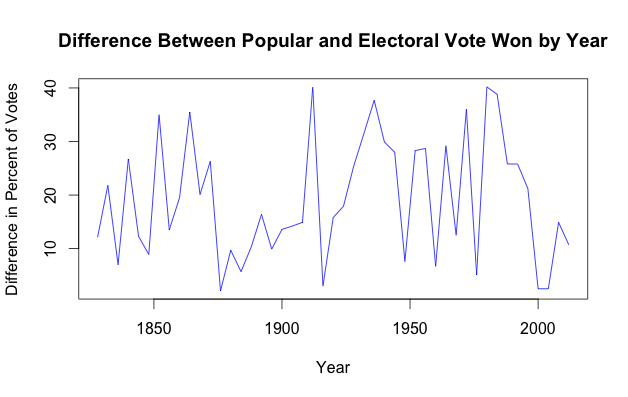 Difference Between Popular and Electoral Vote Won by Year
Difference in Percent of Votes
40
30
20
10
1850 1900 1950 2000
Year